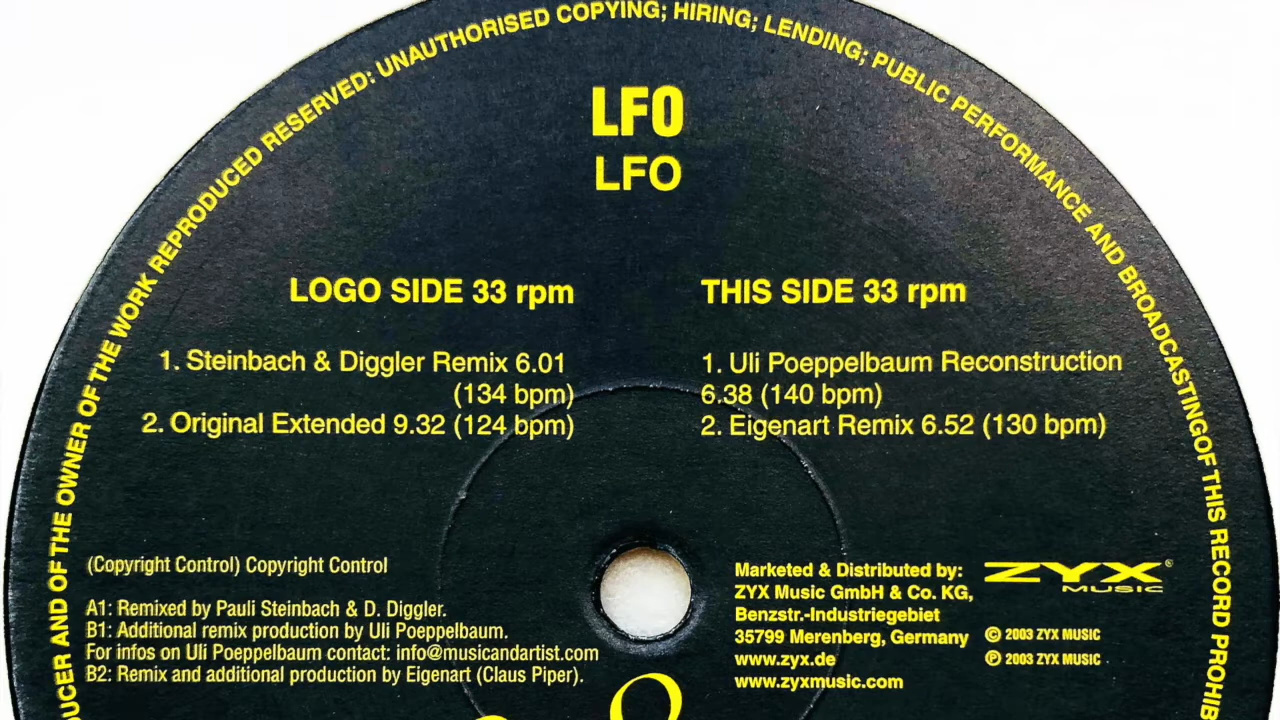 DUCER AND OF THE OWNER OF THE WORK REPRODUCED RESERVED: UNAUTHORISED COPYING; HIRING; LENDING; PUBLIC PERFORMANCE AND BROADCASTINGOF THIS RECORD PROHIB
LFO
LFO
LOGO SIDE 33 rpm
1. Steinbach & Diggler Remix 6.01
(134 bpm)
2. Original Extended 9.32 (124 bpm)
THIS SIDE 33 rpm
1. Uli Poeppelbaum Reconstruction
6.38 (140 bpm)
2. Eigenart Remix 6.52 (130 bpm)
(Copyright Control) Copyright Control
A1: Remixed by Pauli Steinbach & D. Diggler.
B1: Additional remix production by Uli Poeppelbaum.
For infos on Uli Poeppelbaum contact: info@musicandartist.com
B2: Remix and additional production by Eigenart (Claus Piper).
Marketed & Distributed by:
ZYX Music GmbH & Co. KG,
Benzstr.-Industriegebiet
35799 Merenberg, Germany
www.zyx.de
www.zyxmusic.com
ZYX®
MUSIC
© 2003 ZYX MUSIC
℗ 2003 ZYX MUSIC